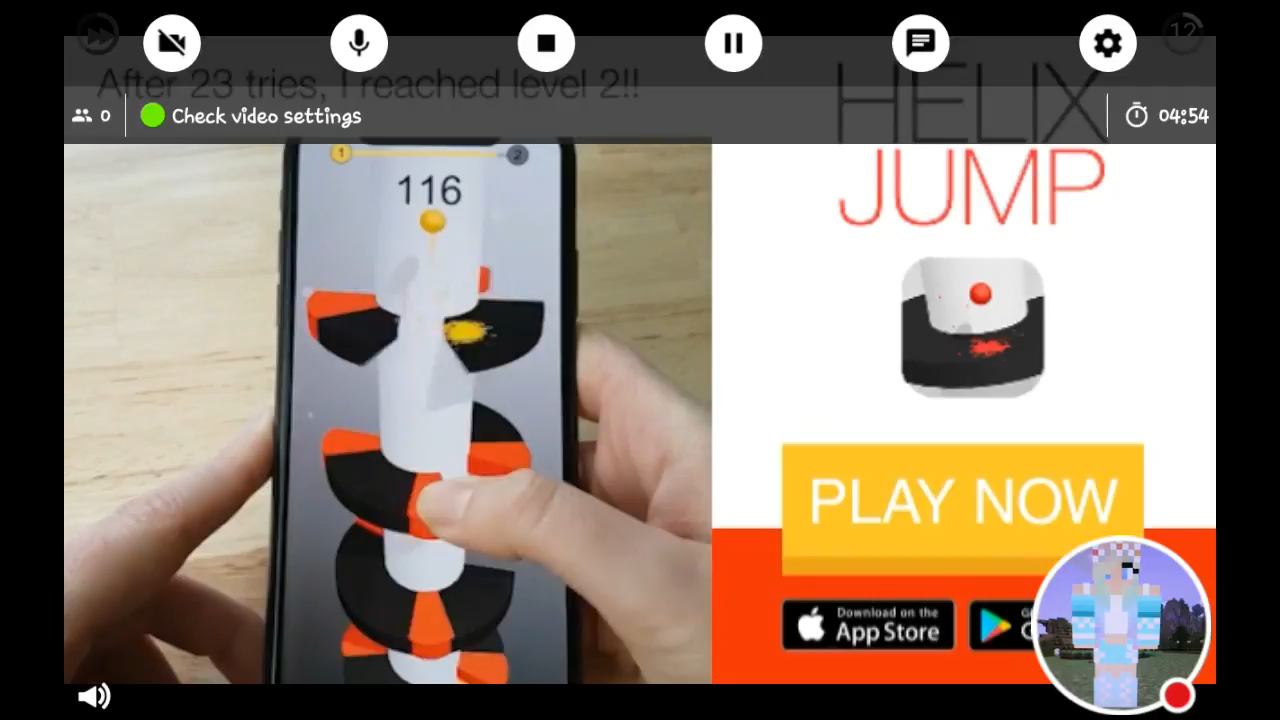 12
After 23 tries, I reached level 2!!
0
Check video settings
04:54
1
2
116
HELIX
JUMP
PLAY NOW
Download on the
App Store